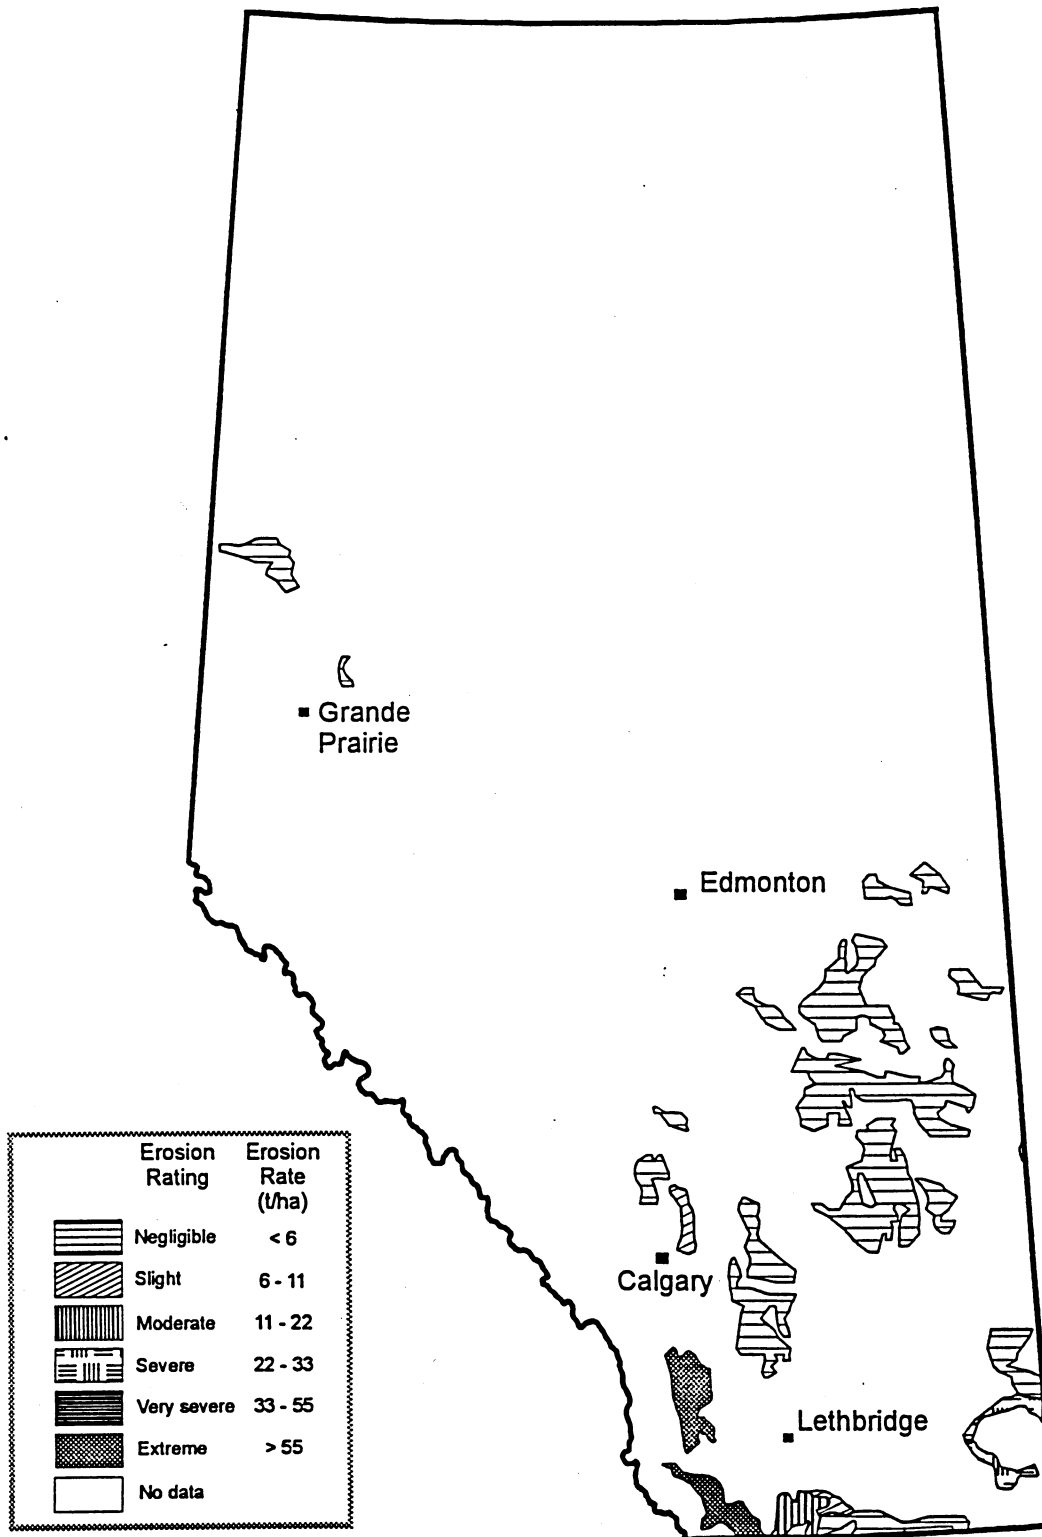 Grande
Prairie
Edmonton
Calgary
Lethbridge
Erosion Rating
Erosion Rate (t/ha)
Negligible < 6
Slight 6 - 11
Moderate 11 - 22
Severe 22 - 33
Very severe 33 - 55
Extreme > 55
No data